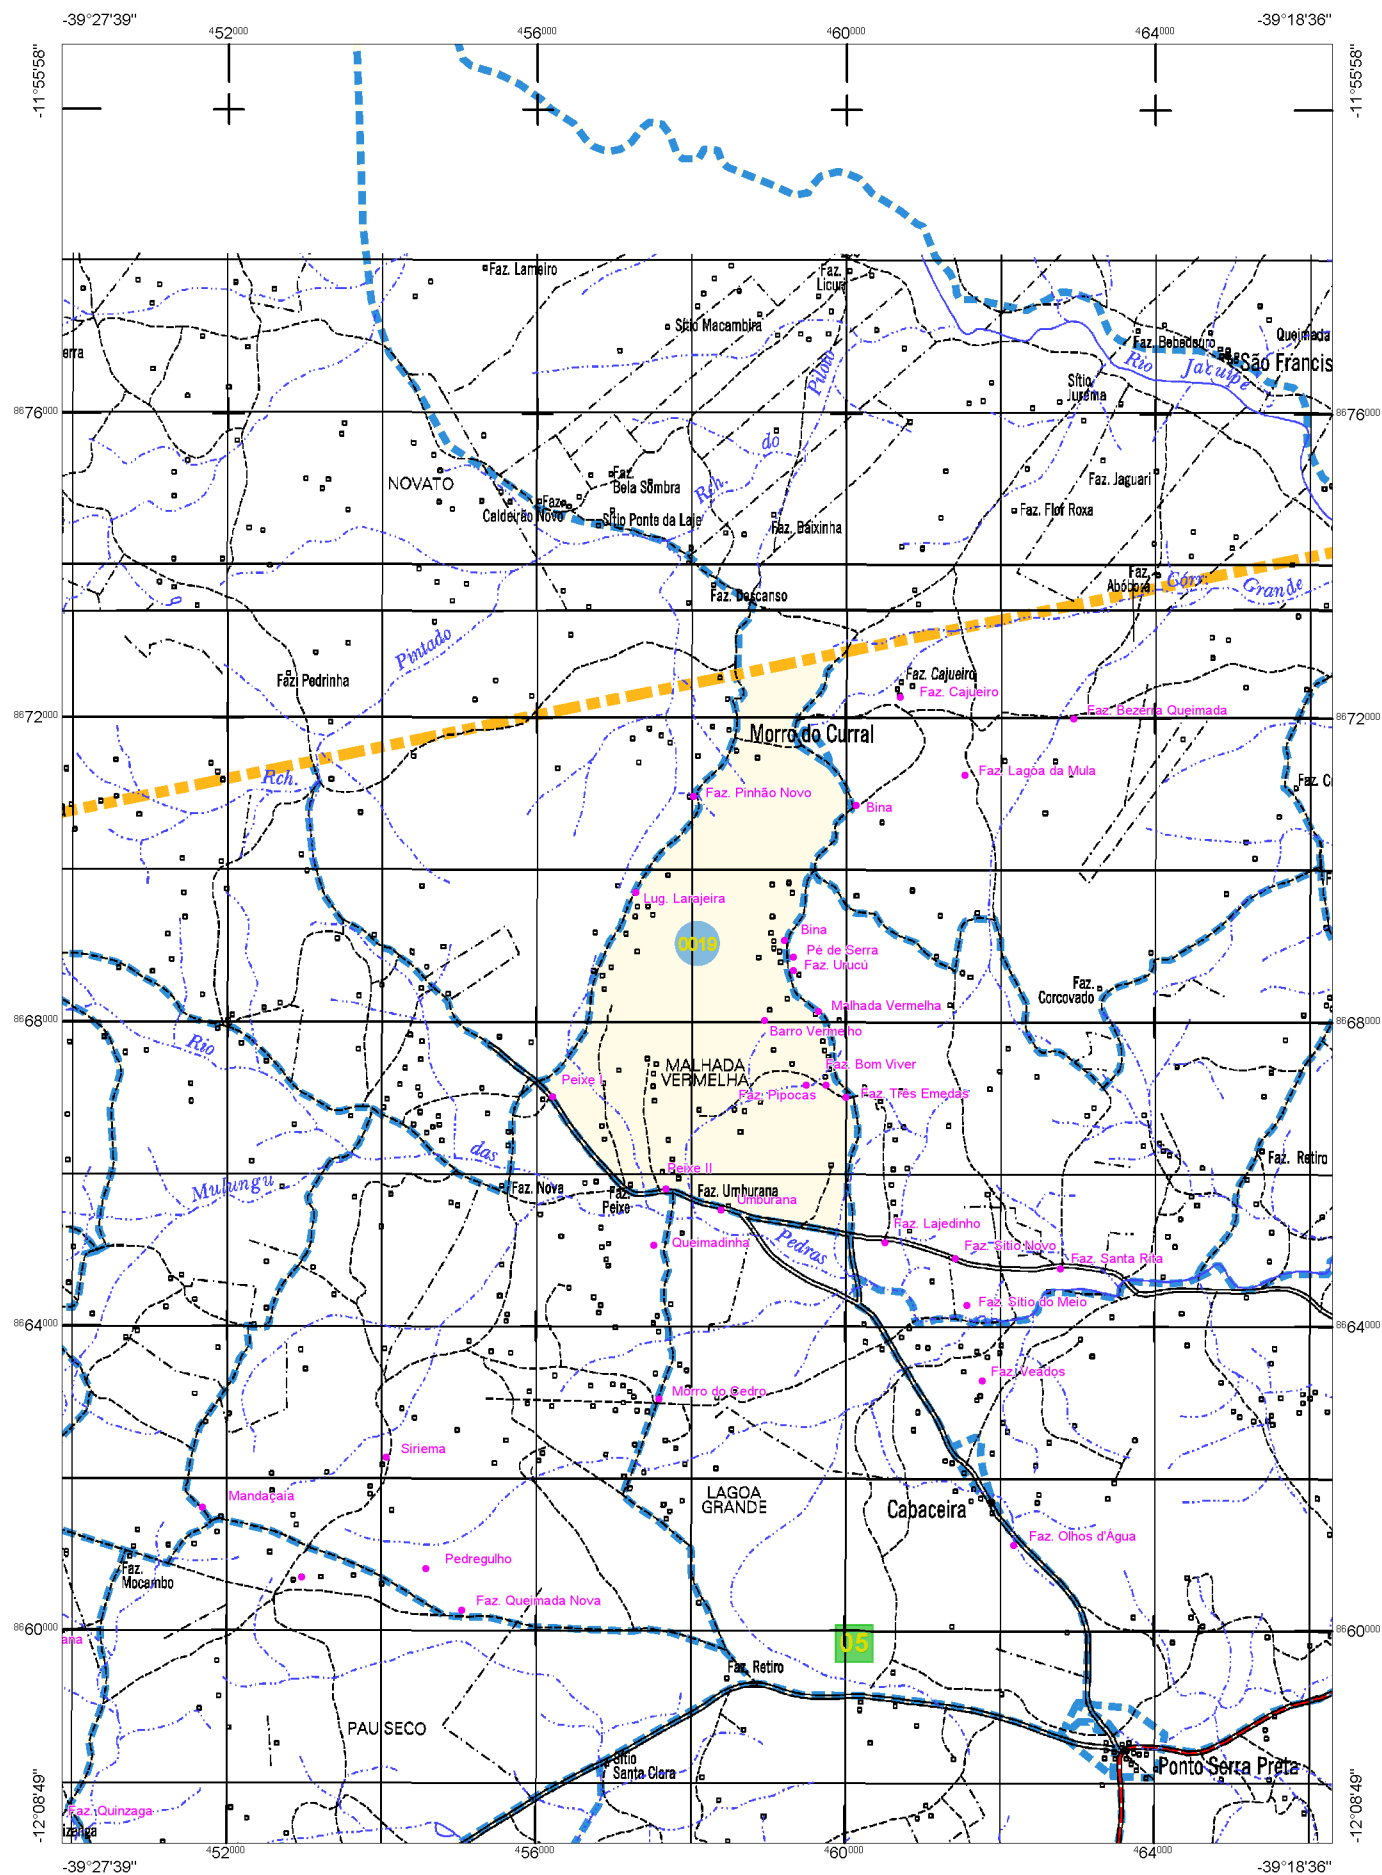 -39°27'39"
-39°18'36"
452000
456000
460000
464000
-11°55'58"
-11°55'58"
Faz. Lameiro
Faz.
Licuri
Sítio Macambira
Queimada
Faz. Bebedouro
erra
São Francis
Rio Jacuípe
Piloto
Sítio
Jurema
8676000
8676000
do
Faz.
Bela Sombra
Faz. Jaguari
NOVATO
Rch.
Faz.
Caldeirão Novo
Sítio Ponte da Laje
Faz. Baixinha
Faz. Flor Roxa
Faz.
Abóbora
Córr. Grande
Faz. Descanso
Pintado
Faz. Pedrinha
Faz. Cajueiro
Faz. Cajueiro
8672000
8672000
Faz. Bezerra Queimada
Morro do Curral
Rch.
Faz. Lagoa da Mula
Faz. C
Faz. Pinhão Novo
Bina
F
Lug. Larajeira
Bina
0019
Pé de Serra
Faz. Urucú
Faz.
Corcovado
Malhada Vermelha
8668000
8668000
Barro Vermelho
Rio
MALHADA
VERMELHA
Faz. Bom Viver
Peixe I
Faz. Pipocas
Faz. Três Emedas
das
Peixe II
Faz. Retiro
Mulungu
Faz. Nova
Faz.
Peixe
Faz. Umburana
Umburana
Faz. Lajedinho
Queimadinha
Pedras
Faz. Sítio Novo
Faz. Santa Rita
Faz. Sítio do Meio
8664000
8664000
Faz. Veados
Morro do Cedro
Siriema
Mandaçaia
LAGOA
GRANDE
Cabaceira
Faz. Olhos d'Água
Faz.
Mocambo
Pedregulho
Faz. Queimada Nova
8660000
8660000
ana
05
Faz. Retiro
PAU SECO
Sítio
Santa Clara
Ponto Serra Preta
Faz. Quinzaga
izanga
-12°08'49"
-12°08'49"
452000
456000
460000
464000
-39°27'39"
-39°18'36"